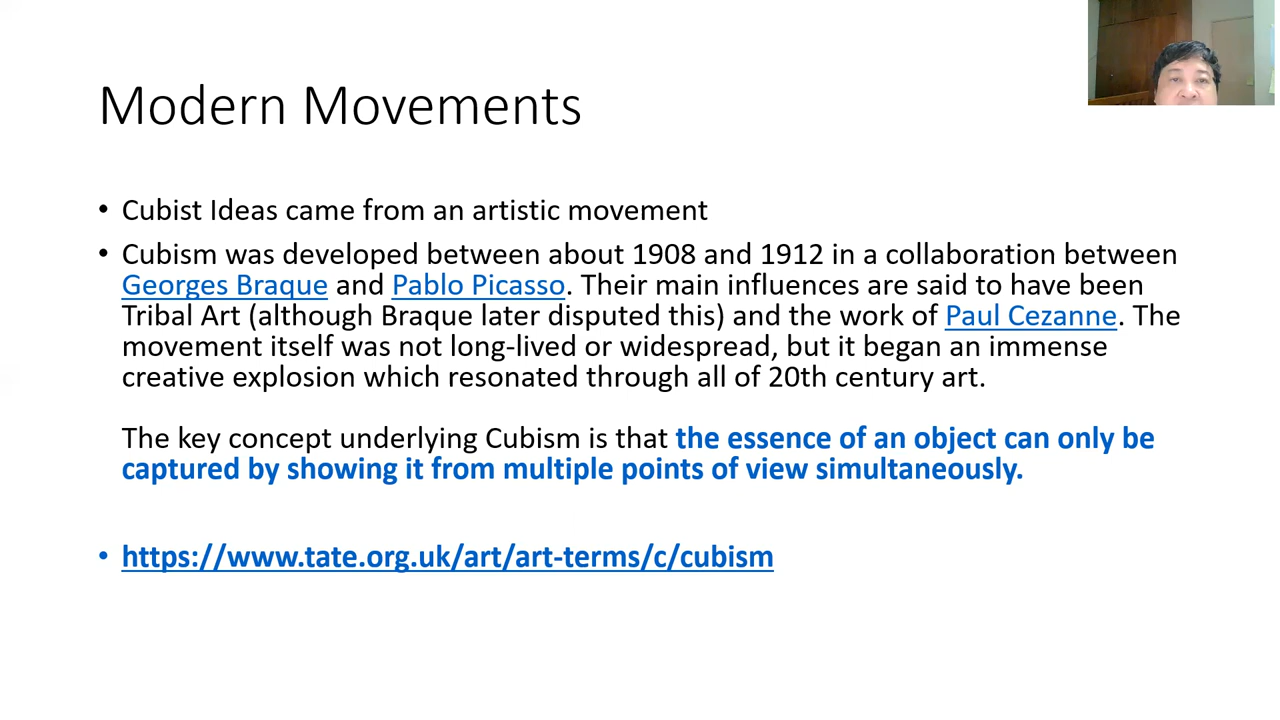 Modern Movements
• Cubist Ideas came from an artistic movement
• Cubism was developed between about 1908 and 1912 in a collaboration between
Georges Braque and Pablo Picasso. Their main influences are said to have been
Tribal Art (although Braque later disputed this) and the work of Paul Cezanne. The
movement itself was not long-lived or widespread, but it began an immense
creative explosion which resonated through all of 20th century art.
The key concept underlying Cubism is that the essence of an object can only be
captured by showing it from multiple points of view simultaneously.
• https://www.tate.org.uk/art/art-terms/c/cubism